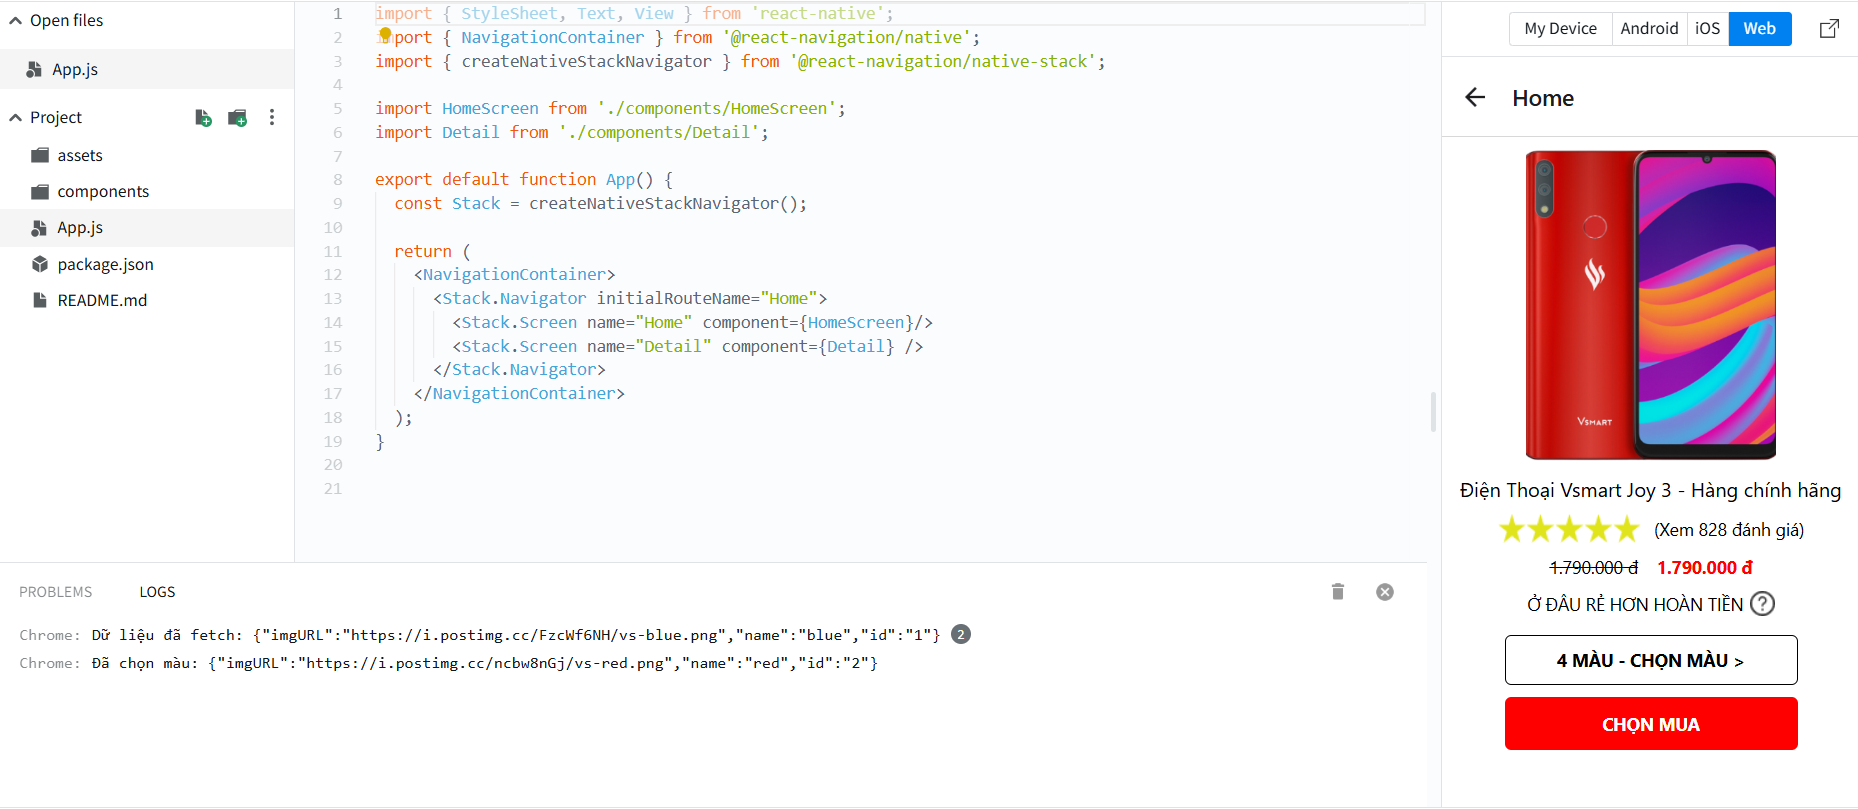 Open files
App.js
Project
assets
components
App.js
package.json
README.md
1 import { StyleSheet, Text, View } from 'react-native';
2 import { NavigationContainer } from '@react-navigation/native';
3 import { createNativeStackNavigator } from '@react-navigation/native-stack';
4
5 import HomeScreen from './components/HomeScreen';
6 import Detail from './components/Detail';
7
8 export default function App() {
9   const Stack = createNativeStackNavigator();
10
11   return (
12     <NavigationContainer>
13       <Stack.Navigator initialRouteName="Home">
14         <Stack.Screen name="Home" component={HomeScreen}/>
15         <Stack.Screen name="Detail" component={Detail} />
16       </Stack.Navigator>
17     </NavigationContainer>
18   );
19 }
20
21
PROBLEMS LOGS
Chrome: Dữ liệu đã fetch: {"imgURL":"https://i.postimg.cc/FzcWf6NH/vs-blue.png","name":"blue","id":"1"} 2
Chrome: Đã chọn màu: {"imgURL":"https://i.postimg.cc/ncbw8nGj/vs-red.png","name":"red","id":"2"}
My Device Android iOS Web
Home
VSMART
Điện Thoại Vsmart Joy 3 - Hàng chính hãng
(Xem 828 đánh giá)
1.790.000 đ 1.790.000 đ
Ở ĐÂU RẺ HƠN HOÀN TIỀN ?
4 MÀU - CHỌN MÀU >
CHỌN MUA